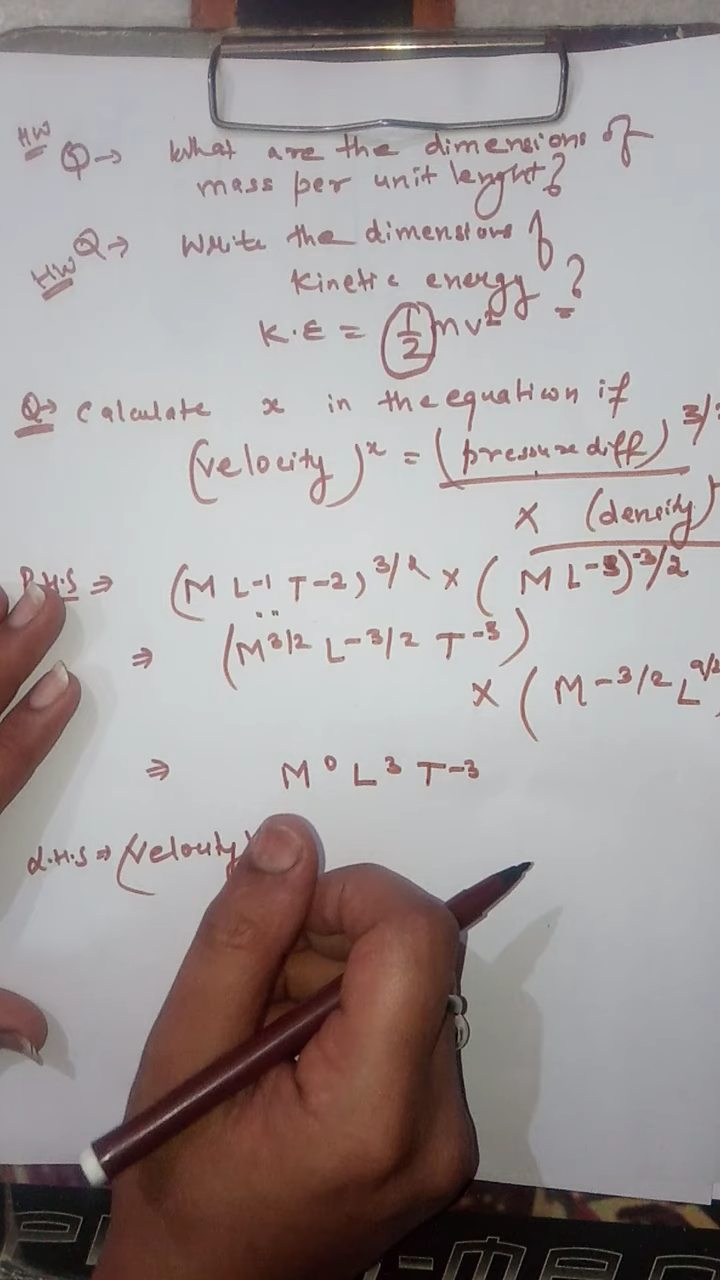 HW
Q→ What are the dimensions of
mass per unit lenght?
HW Q→ Write the dimensions of
kinetic energy?
K.E = (1/2) mv²
Q→ Calculate x in the equation if
(velocity)ˣ = (pressure diff)^3/2
× (density)
R.H.S ⇒ (M L⁻¹ T⁻²)^3/2 × (M L⁻³)^-3/2
⇒ (M^3/2 L^-3/2 T⁻³)
× (M^-3/2 L^9/2
⇒ M⁰ L³ T⁻³
L.H.S ⇒ (velocity)